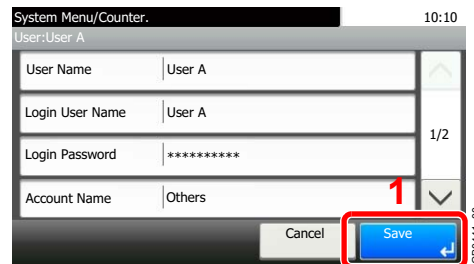 System Menu/Counter. 10:10
User:User A
User Name User A
Login User Name User A
1/2
Login Password **********
Account Name Others
1
Cancel Save